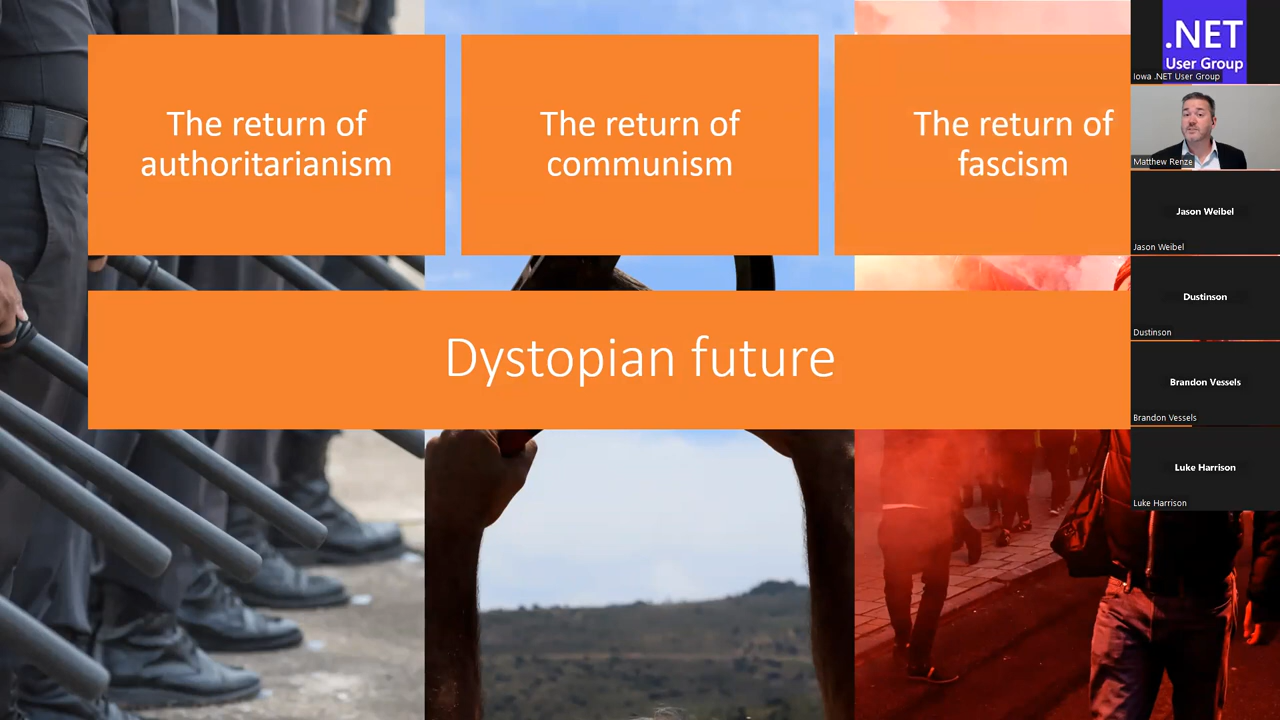 The return of
authoritarianism
The return of
communism
The return of
fascism
Dystopian future
.NET
User Group
Iowa .NET User Group
Matthew Renze
Jason Weibel
Jason Weibel
Dustinson
Dustinson
Brandon Vessels
Brandon Vessels
Luke Harrison
Luke Harrison